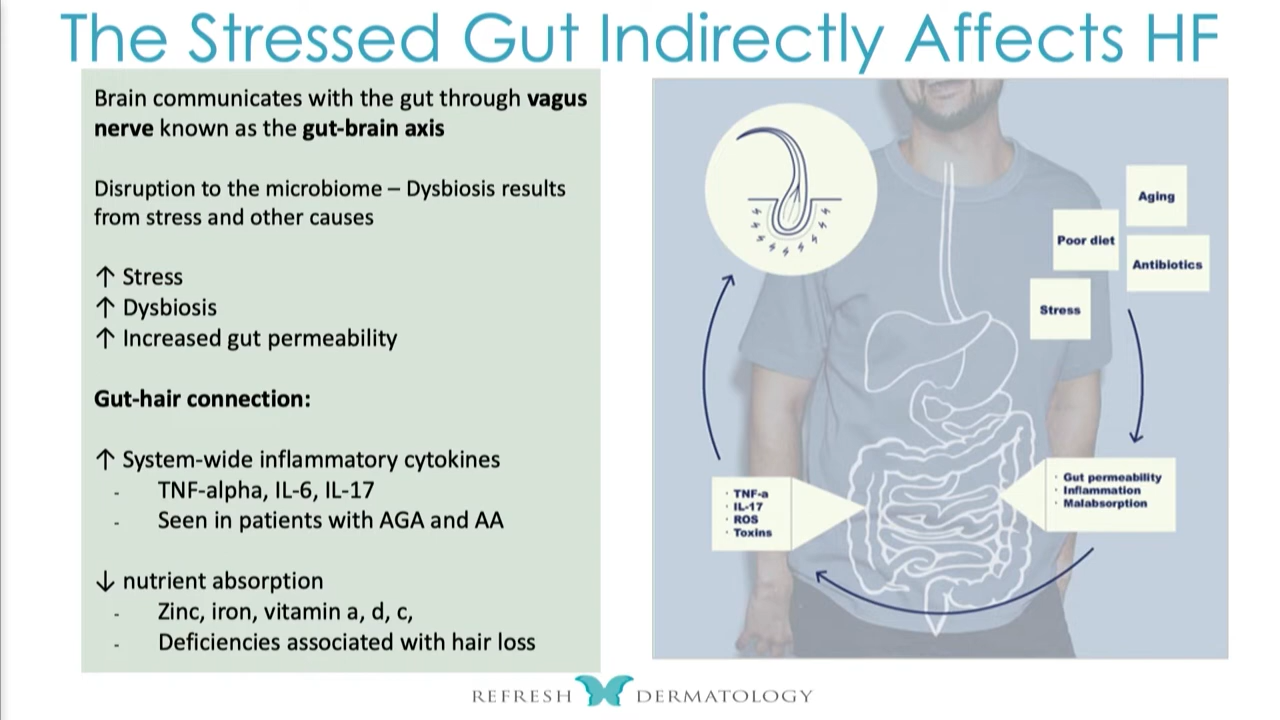 The Stressed Gut Indirectly Affects HF
Brain communicates with the gut through vagus
nerve known as the gut-brain axis
Disruption to the microbiome – Dysbiosis results
from stress and other causes
↑ Stress
↑ Dysbiosis
↑ Increased gut permeability
Gut-hair connection:
↑ System-wide inflammatory cytokines
- TNF-alpha, IL-6, IL-17
- Seen in patients with AGA and AA
↓ nutrient absorption
- Zinc, iron, vitamin a, d, c,
- Deficiencies associated with hair loss
Aging
Poor diet
Antibiotics
Stress
· Gut permeability
· Inflammation
· Malabsorption
· TNF-a
· IL-17
· ROS
· Toxins
REFRESH DERMATOLOGY